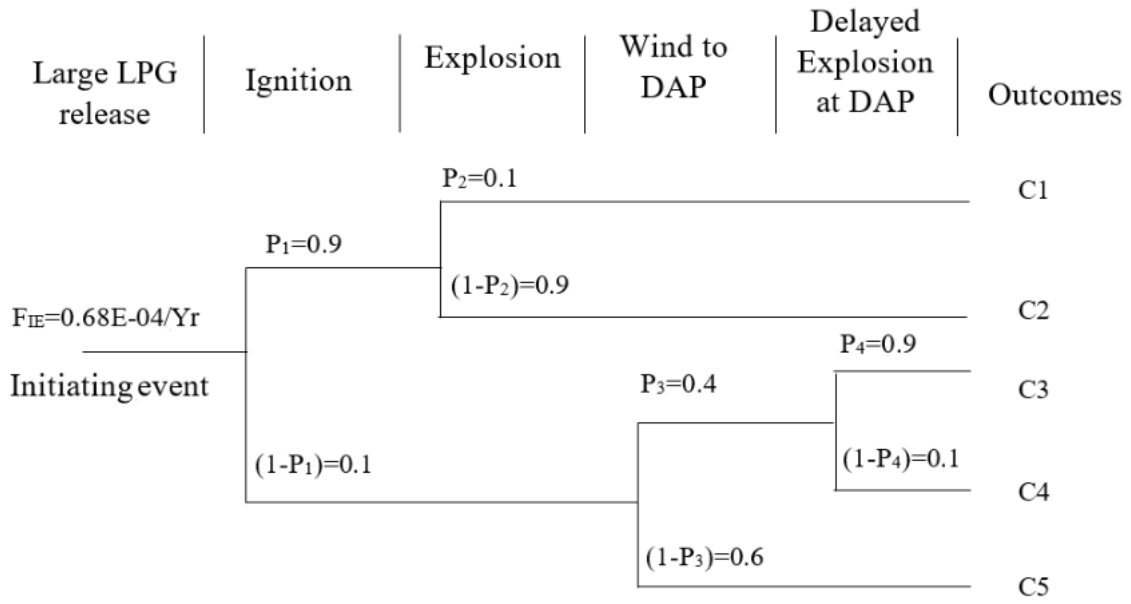 Large LPG
release
Ignition
Explosion
Wind to
DAP
Delayed
Explosion
at DAP
Outcomes
P₂=0.1
C1
P₁=0.9
(1-P₂)=0.9
C2
F_IE=0.68E-04/Yr
Initiating event
P₄=0.9
P₃=0.4
C3
(1-P₁)=0.1
(1-P₄)=0.1
C4
(1-P₃)=0.6
C5